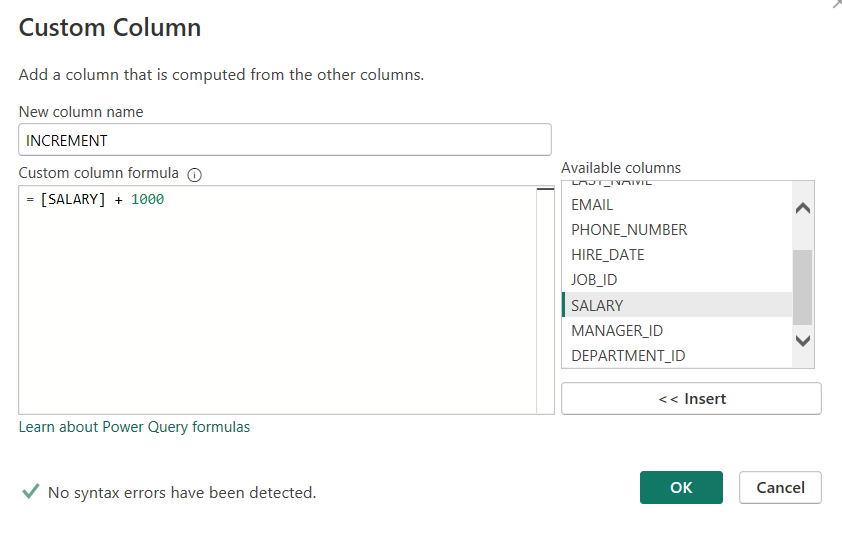 Custom Column
Add a column that is computed from the other columns.
New column name
INCREMENT
Custom column formula
= [SALARY] + 1000
Available columns
LAST_NAME
EMAIL
PHONE_NUMBER
HIRE_DATE
JOB_ID
SALARY
MANAGER_ID
DEPARTMENT_ID
<< Insert
Learn about Power Query formulas
No syntax errors have been detected.
OK
Cancel